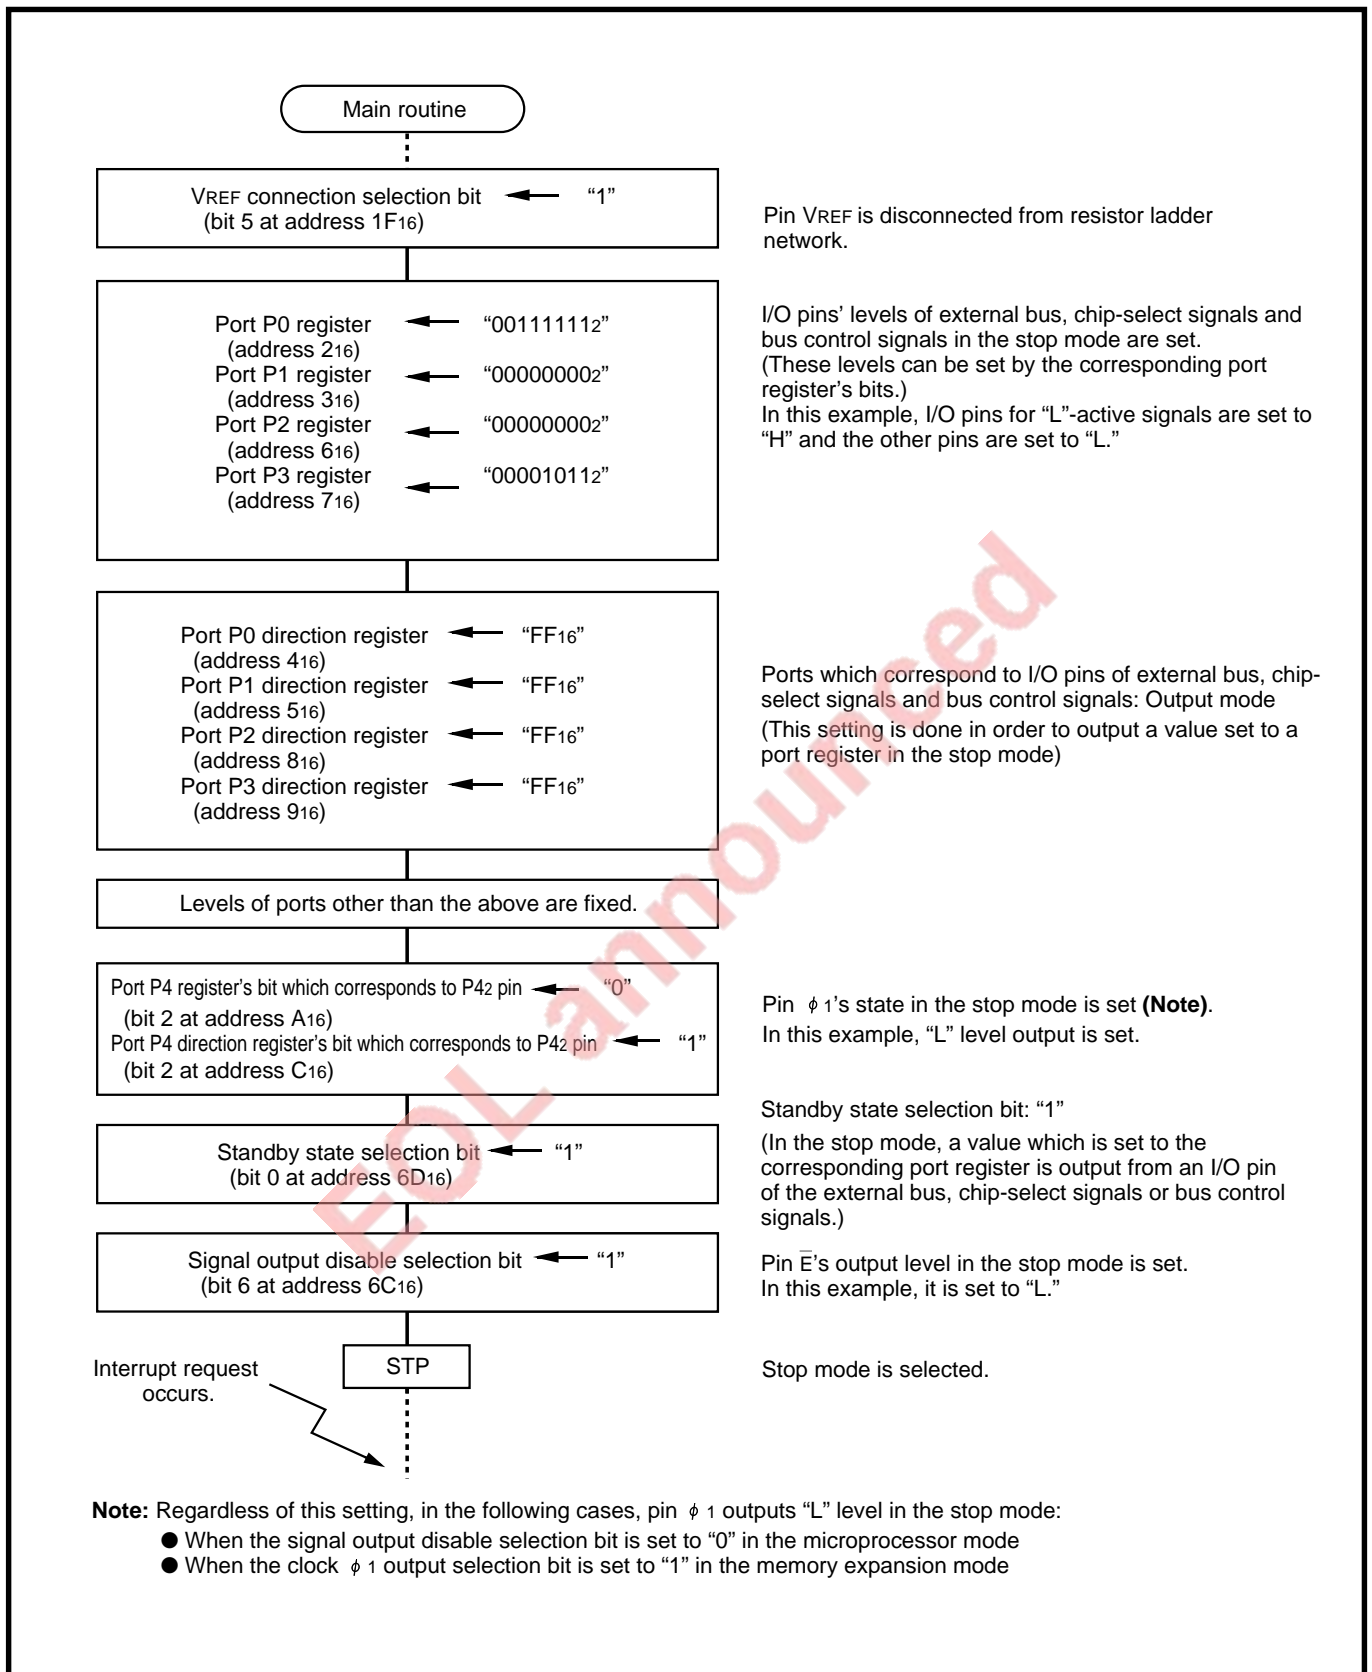 Main routine
VREF connection selection bit “1”
(bit 5 at address 1F16)
Pin VREF is disconnected from resistor ladder
network.
Port P0 register “001111112”
(address 216)
Port P1 register “000000002”
(address 316)
Port P2 register “000000002”
(address 616)
Port P3 register “000010112”
(address 716)
I/O pins’ levels of external bus, chip-select signals and
bus control signals in the stop mode are set.
(These levels can be set by the corresponding port
register’s bits.)
In this example, I/O pins for “L”-active signals are set to
“H” and the other pins are set to “L.”
Port P0 direction register “FF16”
(address 416)
Port P1 direction register “FF16”
(address 516)
Port P2 direction register “FF16”
(address 816)
Port P3 direction register “FF16”
(address 916)
Ports which correspond to I/O pins of external bus, chip-
select signals and bus control signals: Output mode
(This setting is done in order to output a value set to a
port register in the stop mode)
Levels of ports other than the above are fixed.
Port P4 register’s bit which corresponds to P42 pin “0”
(bit 2 at address A16)
Port P4 direction register’s bit which corresponds to P42 pin “1”
(bit 2 at address C16)
Pin ϕ 1’s state in the stop mode is set (Note).
In this example, “L” level output is set.
Standby state selection bit “1”
(bit 0 at address 6D16)
Standby state selection bit: “1”
(In the stop mode, a value which is set to the
corresponding port register is output from an I/O pin
of the external bus, chip-select signals or bus control
signals.)
Signal output disable selection bit “1”
(bit 6 at address 6C16)
Pin E̅’s output level in the stop mode is set.
In this example, it is set to “L.”
STP
Stop mode is selected.
Interrupt request
occurs.
Note: Regardless of this setting, in the following cases, pin ϕ 1 outputs “L” level in the stop mode:
● When the signal output disable selection bit is set to “0” in the microprocessor mode
● When the clock ϕ 1 output selection bit is set to “1” in the memory expansion mode
EOL announced